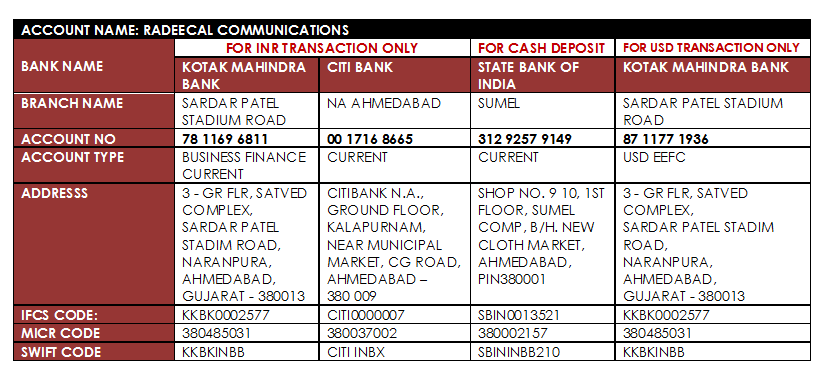 ACCOUNT NAME: RADEECAL COMMUNICATIONS
FOR INR TRANSACTION ONLY FOR CASH DEPOSIT FOR USD TRANSACTION ONLY
BANK NAME
KOTAK MAHINDRA
BANK
CITI BANK
STATE BANK OF
INDIA
KOTAK MAHINDRA BANK
BRANCH NAME
SARDAR PATEL
STADIUM ROAD
NA AHMEDABAD
SUMEL
SARDAR PATEL STADIUM
ROAD
ACCOUNT NO
78 1169 6811
00 1716 8665
312 9257 9149
87 1177 1936
ACCOUNT TYPE
BUSINESS FINANCE
CURRENT
CURRENT
CURRENT
USD EEFC
ADDRESSS
3 - GR FLR, SATVED
COMPLEX,
SARDAR PATEL
STADIM ROAD,
NARANPURA,
AHMEDABAD,
GUJARAT - 380013
CITIBANK N.A.,
GROUND FLOOR,
KALAPURNAM,
NEAR MUNICIPAL
MARKET, CG ROAD,
AHMEDABAD –
380 009
SHOP NO. 9 10, 1ST
FLOOR, SUMEL
COMP, B/H. NEW
CLOTH MARKET,
AHMEDABAD,
PIN380001
3 - GR FLR, SATVED
COMPLEX,
SARDAR PATEL STADIM
ROAD,
NARANPURA,
AHMEDABAD,
GUJARAT - 380013
IFCS CODE:
KKBK0002577
CITI0000007
SBIN0013521
KKBK0002577
MICR CODE
380485031
380037002
380002157
380485031
SWIFT CODE
KKBKINBB
CITI INBX
SBININBB210
KKBKINBB